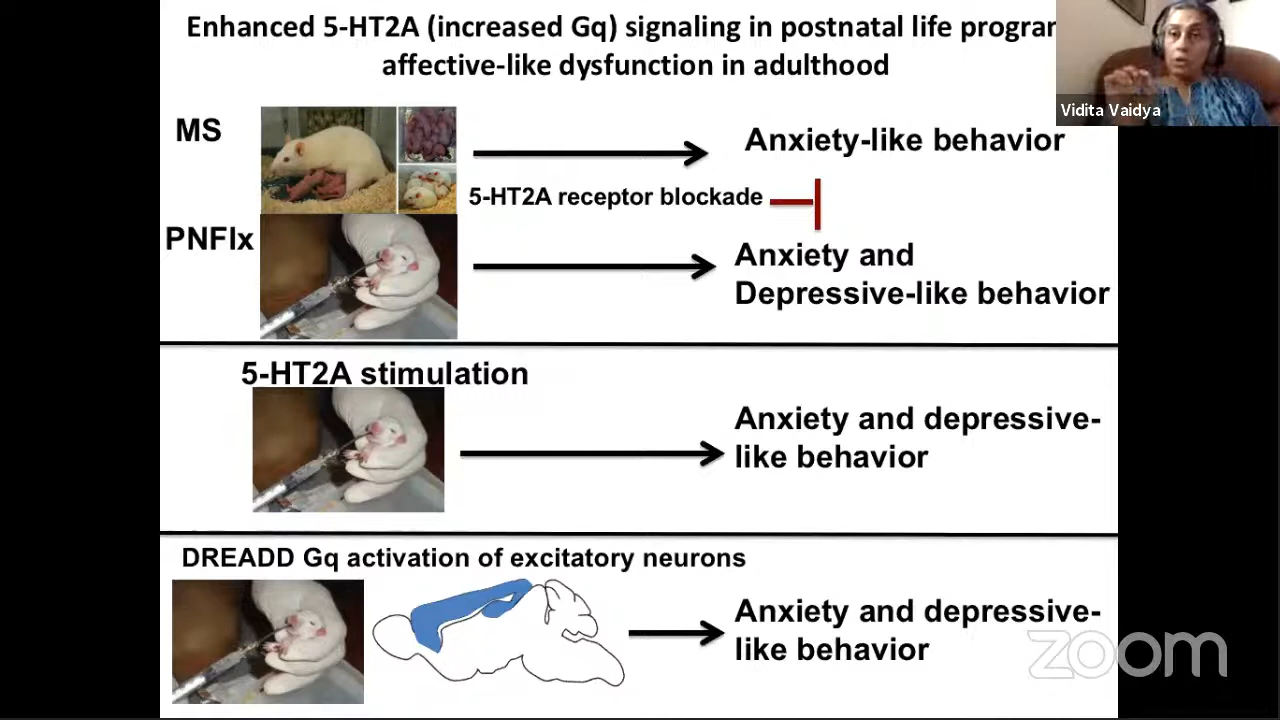 Enhanced 5-HT2A (increased Gq) signaling in postnatal life
affective-like dysfunction in adulthood
Vidita Vaidya
MS
Anxiety-like behavior
5-HT2A receptor blockade
PNFlx
Anxiety and
Depressive-like behavior
5-HT2A stimulation
Anxiety and depressive-
like behavior
DREADD Gq activation of excitatory neurons
Anxiety and depressive-
like behavior
zoom